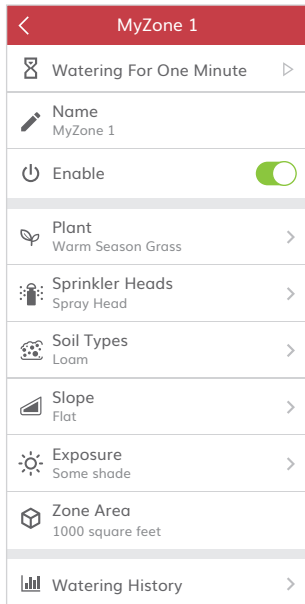 MyZone 1
Watering For One Minute
Name
MyZone 1
Enable
Plant
Warm Season Grass
Sprinkler Heads
Spray Head
Soil Types
Loam
Slope
Flat
Exposure
Some shade
Zone Area
1000 square feet
Watering History